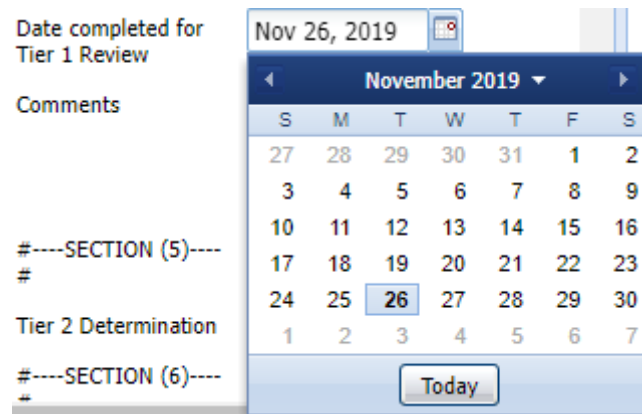 Date completed for
Tier 1 Review
Nov 26, 2019
Comments
November 2019
S M T W T F S
27 28 29 30 31 1 2
3 4 5 6 7 8 9
10 11 12 13 14 15 16
17 18 19 20 21 22 23
24 25 26 27 28 29 30
1 2 3 4 5 6 7
Today
#----SECTION (5)----
#
Tier 2 Determination
#----SECTION (6)----
#